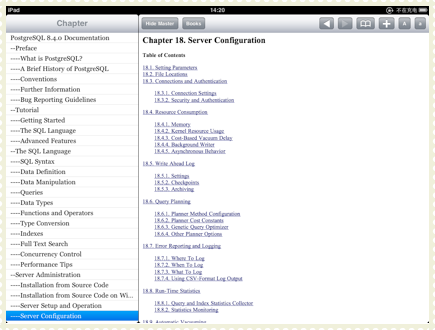 iPad
14:20
不在充电
Chapter
Hide Master
Books
A
A
PostgreSQL 8.4.0 Documentation
--Preface
----What is PostgreSQL?
----A Brief History of PostgreSQL
----Conventions
----Further Information
----Bug Reporting Guidelines
--Tutorial
----Getting Started
----The SQL Language
----Advanced Features
--The SQL Language
----SQL Syntax
----Data Definition
----Data Manipulation
----Queries
----Data Types
----Functions and Operators
----Type Conversion
----Indexes
----Full Text Search
----Concurrency Control
----Performance Tips
--Server Administration
----Installation from Source Code
----Installation from Source Code on Wi...
----Server Setup and Operation
----Server Configuration
Chapter 18. Server Configuration
Table of Contents
18.1. Setting Parameters
18.2. File Locations
18.3. Connections and Authentication
18.3.1. Connection Settings
18.3.2. Security and Authentication
18.4. Resource Consumption
18.4.1. Memory
18.4.2. Kernel Resource Usage
18.4.3. Cost-Based Vacuum Delay
18.4.4. Background Writer
18.4.5. Asynchronous Behavior
18.5. Write Ahead Log
18.5.1. Settings
18.5.2. Checkpoints
18.5.3. Archiving
18.6. Query Planning
18.6.1. Planner Method Configuration
18.6.2. Planner Cost Constants
18.6.3. Genetic Query Optimizer
18.6.4. Other Planner Options
18.7. Error Reporting and Logging
18.7.1. Where To Log
18.7.2. When To Log
18.7.3. What To Log
18.7.4. Using CSV-Format Log Output
18.8. Run-Time Statistics
18.8.1. Query and Index Statistics Collector
18.8.2. Statistics Monitoring
18.9. Automatic Vacuuming